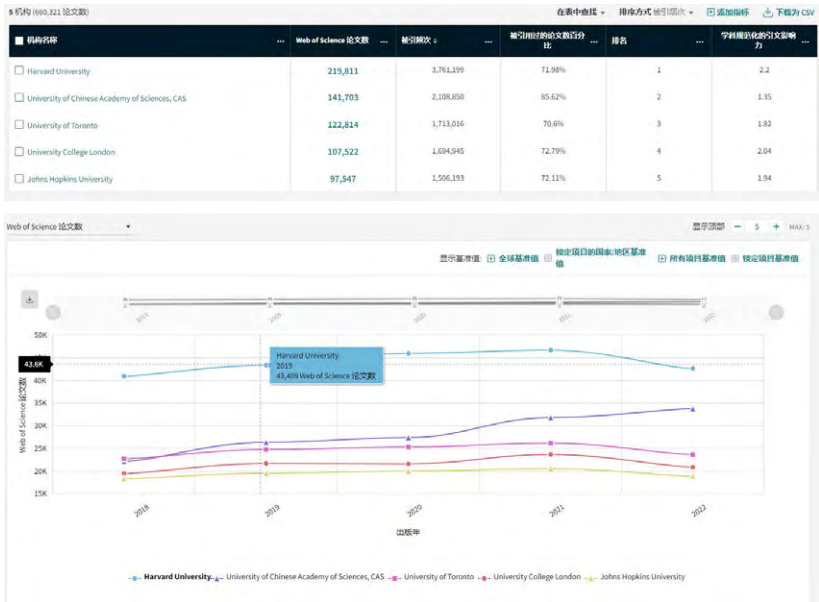 5 机构 (660,321 论文数) 在表中查找 排序方式 被引频次 添加指标 下载为 CSV
机构名称 ... Web of Science 论文数 ... 被引频次 ... 被引用过的论文数百分比 ... 排名 ... 学科规范化的引文影响力 ...
Harvard University 219,811 3,761,199 71.98% 1 2.2
University of Chinese Academy of Sciences, CAS 141,703 2,108,850 85.62% 2 1.35
University of Toronto 122,814 1,713,016 70.6% 3 1.82
University College London 107,522 1,694,945 72.79% 4 2.04
Johns Hopkins University 97,547 1,506,193 72.11% 5 1.94
Web of Science 论文数 显示顶部 − 5 + MAX: 5
显示基准值: 全球基准值 锁定项目的国家/地区基准值 所有项目基准值 锁定项目基准值
2018 2019 2020 2021 2022
50K
43.6K
40K
35K
30K
25K
20K
15K
Web of Science 论文数
Harvard University
2019
43,409 Web of Science 论文数
2018 2019 2020 2021 2022
出版年
Harvard University University of Chinese Academy of Sciences, CAS University of Toronto University College London Johns Hopkins University